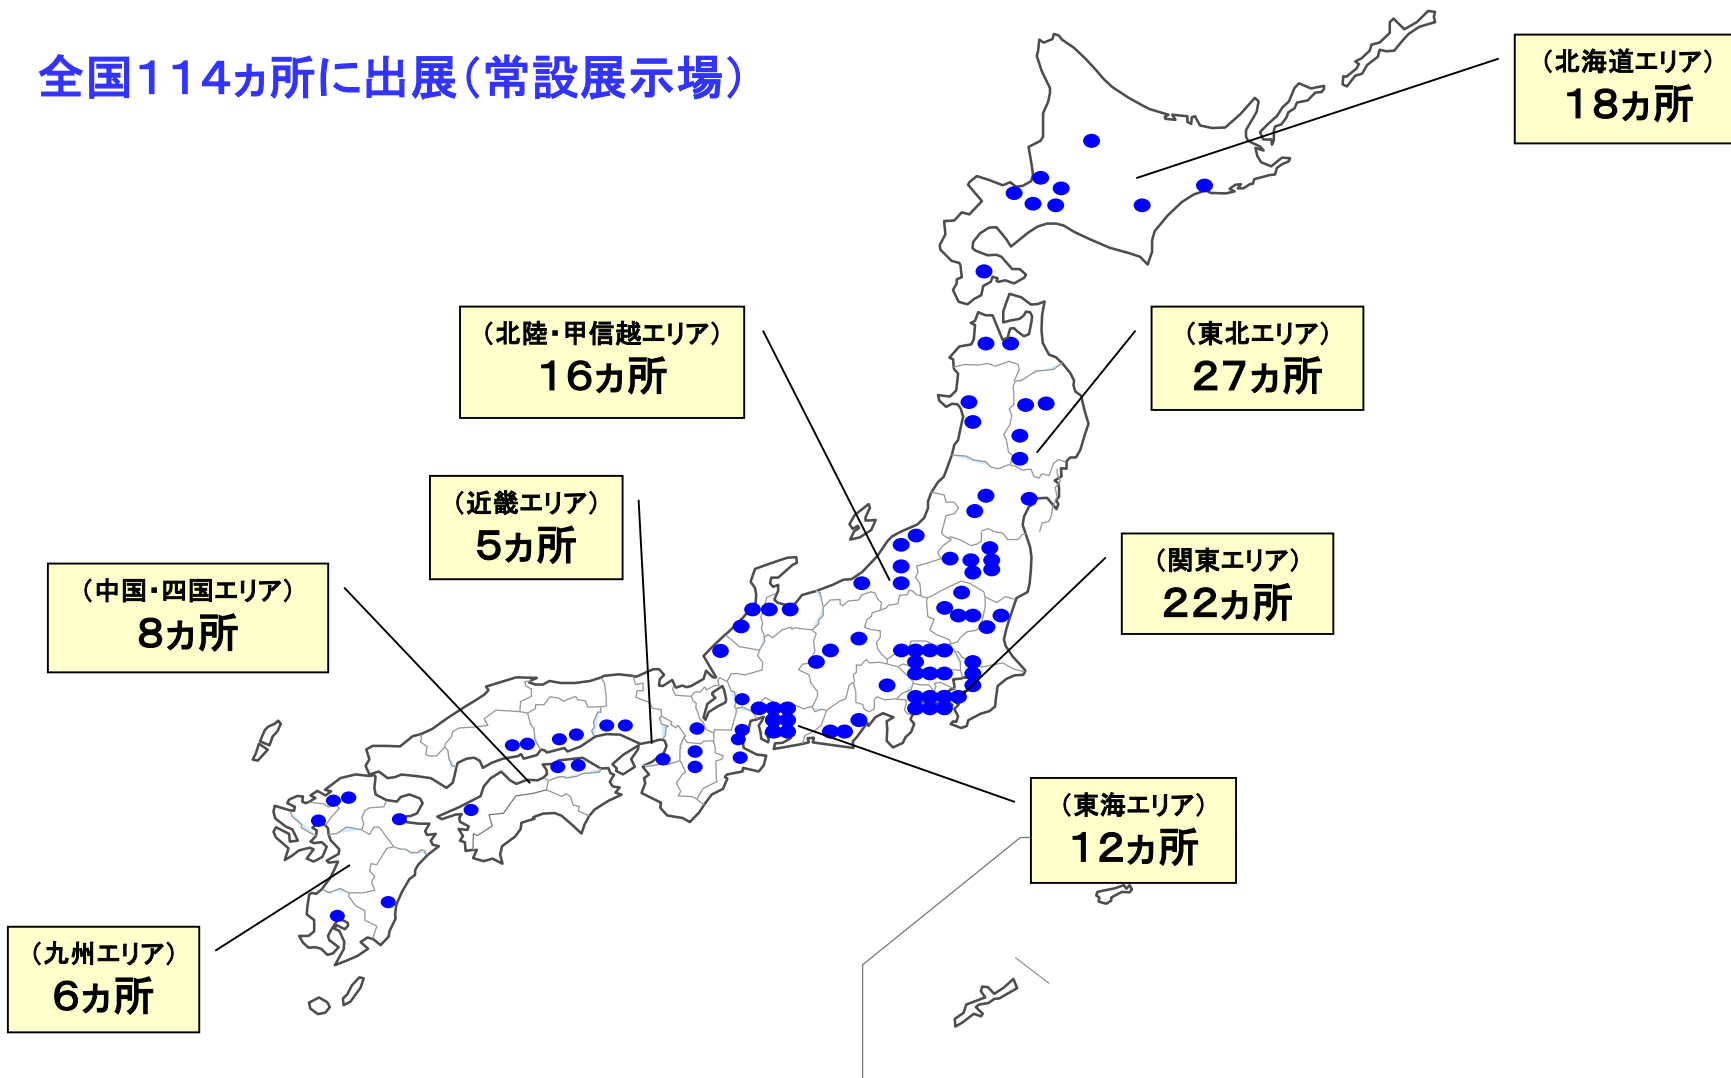 全国114ヵ所に出展（常設展示場）
（北海道エリア）
18ヵ所
（北陸・甲信越エリア）
16ヵ所
（東北エリア）
27ヵ所
（近畿エリア）
5ヵ所
（関東エリア）
22ヵ所
（中国・四国エリア）
8ヵ所
（東海エリア）
12ヵ所
（九州エリア）
6ヵ所